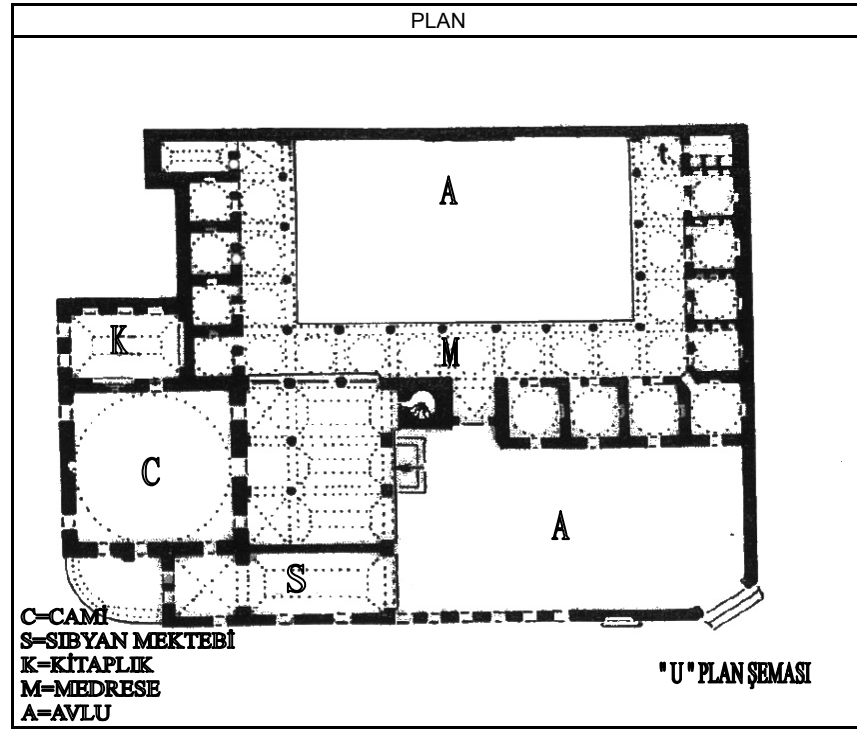 PLAN
A
K
M
C
A
S
C=CAMİ
S=SIBYAN MEKTEBİ
K=KİTAPLIK
M=MEDRESE
A=AVLU
"U" PLAN ŞEMASI